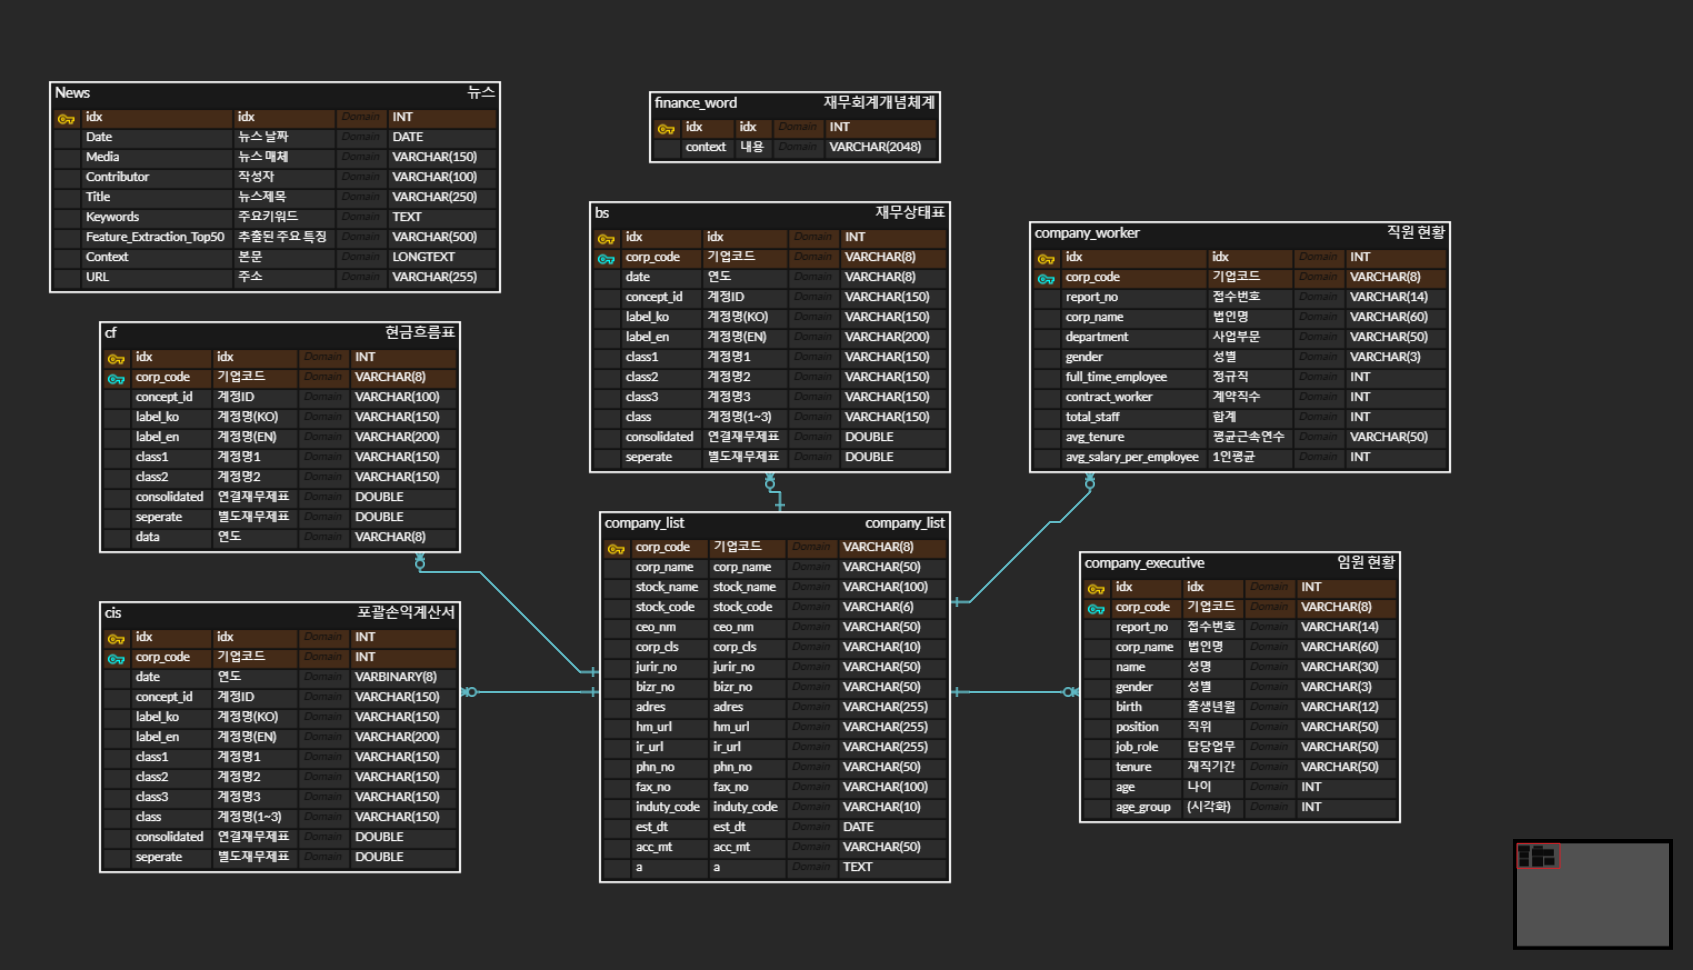 News 뉴스
idx idx Domain INT
Date 뉴스 날짜 Domain DATE
Media 뉴스 매체 Domain VARCHAR(150)
Contributor 작성자 Domain VARCHAR(100)
Title 뉴스제목 Domain VARCHAR(250)
Keywords 주요키워드 Domain TEXT
Feature_Extraction_Top50 추출된 주요 특징 Domain VARCHAR(500)
Context 본문 Domain LONGTEXT
URL 주소 Domain VARCHAR(255)
finance_word 재무회계개념체계
idx idx Domain INT
context 내용 Domain VARCHAR(2048)
bs 재무상태표
idx idx Domain INT
corp_code 기업코드 Domain VARCHAR(8)
date 연도 Domain VARCHAR(8)
concept_id 계정ID Domain VARCHAR(150)
label_ko 계정명(KO) Domain VARCHAR(150)
label_en 계정명(EN) Domain VARCHAR(200)
class1 계정명1 Domain VARCHAR(150)
class2 계정명2 Domain VARCHAR(150)
class3 계정명3 Domain VARCHAR(150)
class 계정명(1~3) Domain VARCHAR(150)
consolidated 연결재무제표 Domain DOUBLE
seperate 별도재무제표 Domain DOUBLE
company_worker 직원 현황
idx idx Domain INT
corp_code 기업코드 Domain VARCHAR(8)
report_no 접수번호 Domain VARCHAR(14)
corp_name 법인명 Domain VARCHAR(60)
department 사업부문 Domain VARCHAR(50)
gender 성별 Domain VARCHAR(3)
full_time_employee 정규직 Domain INT
contract_worker 계약직수 Domain INT
total_staff 합계 Domain INT
avg_tenure 평균근속연수 Domain VARCHAR(50)
avg_salary_per_employee 1인평균 Domain INT
cf 현금흐름표
idx idx Domain INT
corp_code 기업코드 Domain VARCHAR(8)
concept_id 계정ID Domain VARCHAR(100)
label_ko 계정명(KO) Domain VARCHAR(150)
label_en 계정명(EN) Domain VARCHAR(200)
class1 계정명1 Domain VARCHAR(150)
class2 계정명2 Domain VARCHAR(150)
consolidated 연결재무제표 Domain DOUBLE
seperate 별도재무제표 Domain DOUBLE
data 연도 Domain VARCHAR(8)
company_list company_list
corp_code 기업코드 Domain VARCHAR(8)
corp_name corp_name Domain VARCHAR(50)
stock_name stock_name Domain VARCHAR(100)
stock_code stock_code Domain VARCHAR(6)
ceo_nm ceo_nm Domain VARCHAR(50)
corp_cls corp_cls Domain VARCHAR(10)
jurir_no jurir_no Domain VARCHAR(50)
bizr_no bizr_no Domain VARCHAR(50)
adres adres Domain VARCHAR(255)
hm_url hm_url Domain VARCHAR(255)
ir_url ir_url Domain VARCHAR(255)
phn_no phn_no Domain VARCHAR(50)
fax_no fax_no Domain VARCHAR(100)
induty_code induty_code Domain VARCHAR(10)
est_dt est_dt Domain DATE
acc_mt acc_mt Domain VARCHAR(50)
a a Domain TEXT
company_executive 임원 현황
idx idx Domain INT
corp_code 기업코드 Domain VARCHAR(8)
report_no 접수번호 Domain VARCHAR(14)
corp_name 법인명 Domain VARCHAR(60)
name 성명 Domain VARCHAR(30)
gender 성별 Domain VARCHAR(3)
birth 출생년월 Domain VARCHAR(12)
position 직위 Domain VARCHAR(50)
job_role 담당업무 Domain VARCHAR(50)
tenure 재직기간 Domain VARCHAR(50)
age 나이 Domain INT
age_group (시각화) Domain INT
cis 포괄손익계산서
idx idx Domain INT
corp_code 기업코드 Domain INT
date 연도 Domain VARBINARY(8)
concept_id 계정ID Domain VARCHAR(150)
label_ko 계정명(KO) Domain VARCHAR(150)
label_en 계정명(EN) Domain VARCHAR(200)
class1 계정명1 Domain VARCHAR(150)
class2 계정명2 Domain VARCHAR(150)
class3 계정명3 Domain VARCHAR(150)
class 계정명(1~3) Domain VARCHAR(150)
consolidated 연결재무제표 Domain DOUBLE
seperate 별도재무제표 Domain DOUBLE